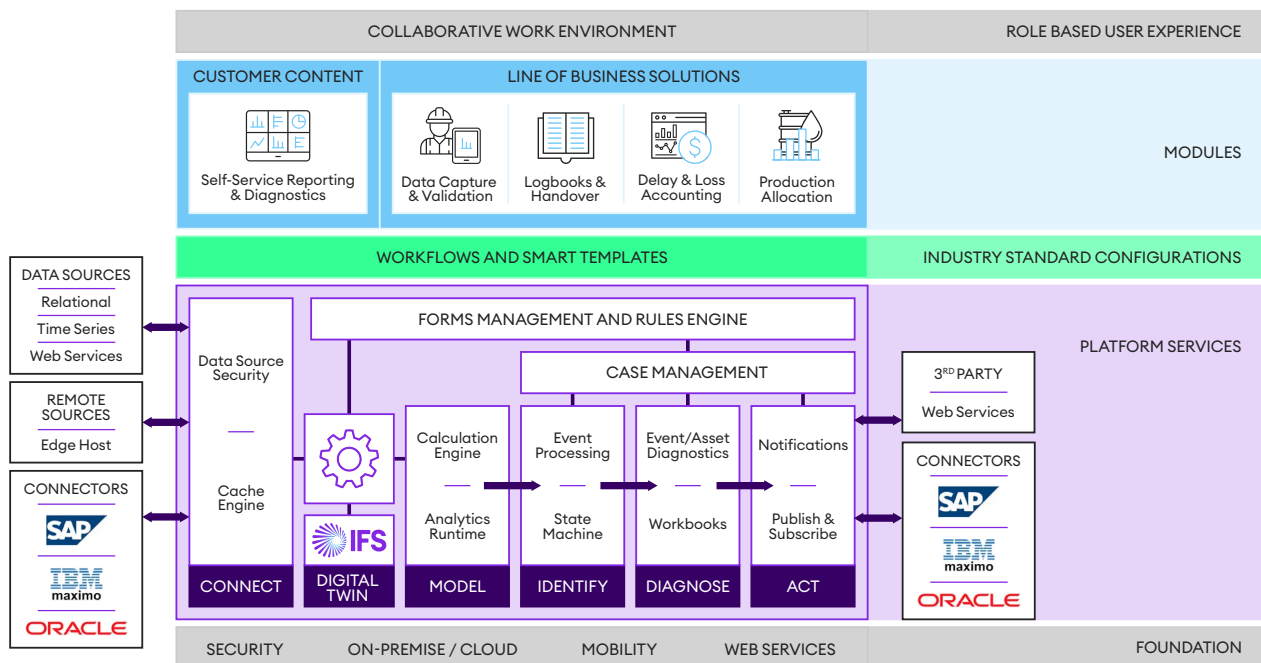 COLLABORATIVE WORK ENVIRONMENT
ROLE BASED USER EXPERIENCE
CUSTOMER CONTENT
LINE OF BUSINESS SOLUTIONS
Self-Service Reporting
& Diagnostics
Data Capture
& Validation
Logbooks &
Handover
Delay & Loss
Accounting
Production
Allocation
MODULES
WORKFLOWS AND SMART TEMPLATES
INDUSTRY STANDARD CONFIGURATIONS
DATA SOURCES
Relational
Time Series
Web Services
REMOTE
SOURCES
Edge Host
CONNECTORS
SAP
IBM
maximo
ORACLE
FORMS MANAGEMENT AND RULES ENGINE
CASE MANAGEMENT
Data Source
Security
Cache
Engine
CONNECT
IFS
DIGITAL
TWIN
Calculation
Engine
Analytics
Runtime
MODEL
Event
Processing
State
Machine
IDENTIFY
Event/Asset
Diagnostics
Workbooks
DIAGNOSE
Notifications
Publish &
Subscribe
ACT
PLATFORM SERVICES
3RD PARTY
Web Services
CONNECTORS
SAP
IBM
maximo
ORACLE
SECURITY
ON-PREMISE / CLOUD
MOBILITY
WEB SERVICES
FOUNDATION